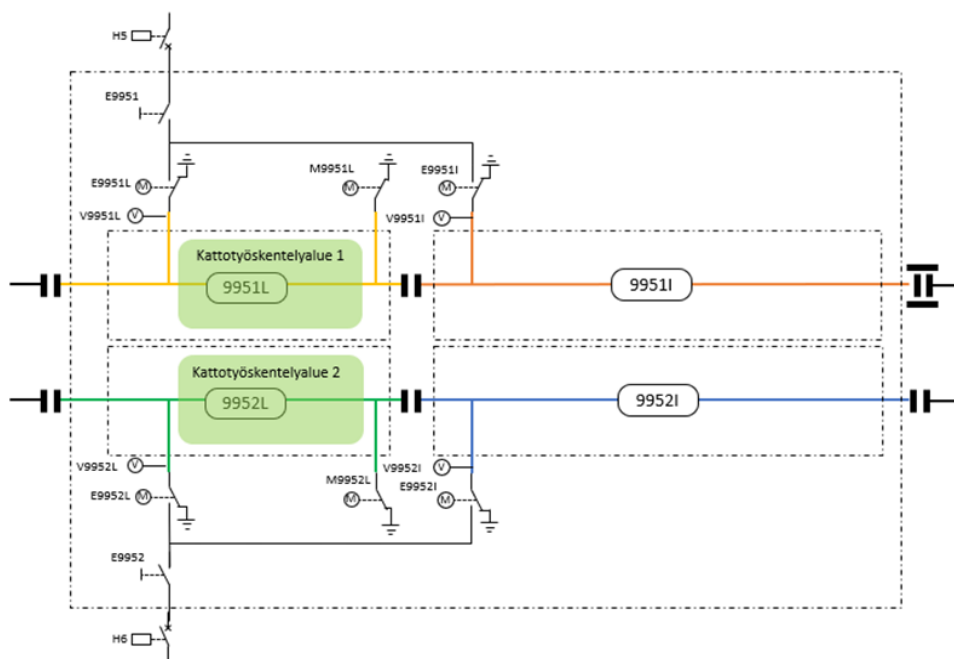 H5
E9951
E9951L
M
M9951L
M
E9951I
M
V9951L
V
V9951I
V
Kattotyöskentelyalue 1
9951L
9951I
Kattotyöskentelyalue 2
9952L
9952I
V9952L
V
V9952I
V
E9952L
M
M9952L
M
E9952I
M
E9952
H6